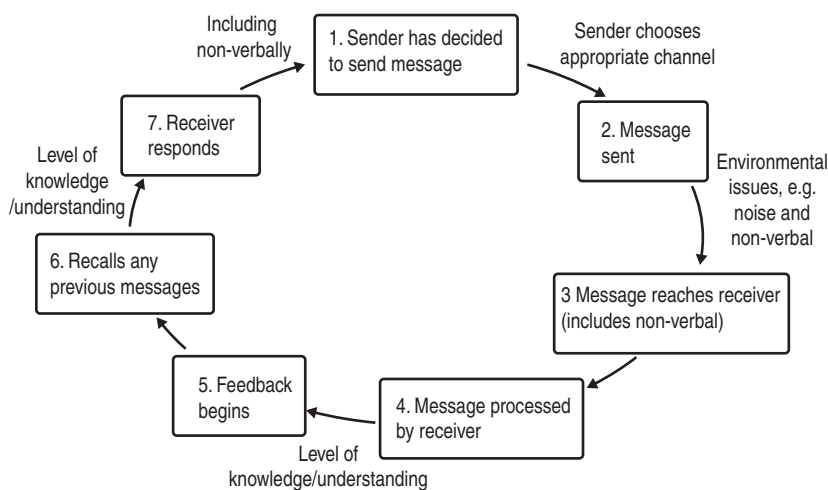 1. Sender has decided
to send message
Sender chooses
appropriate channel
2. Message
sent
Environmental
issues, e.g.
noise and
non-verbal
3 Message reaches receiver
(includes non-verbal)
4. Message processed
by receiver
Level of
knowledge/understanding
5. Feedback
begins
6. Recalls any
previous messages
Level of
knowledge
/understanding
7. Receiver
responds
Including
non-verbally